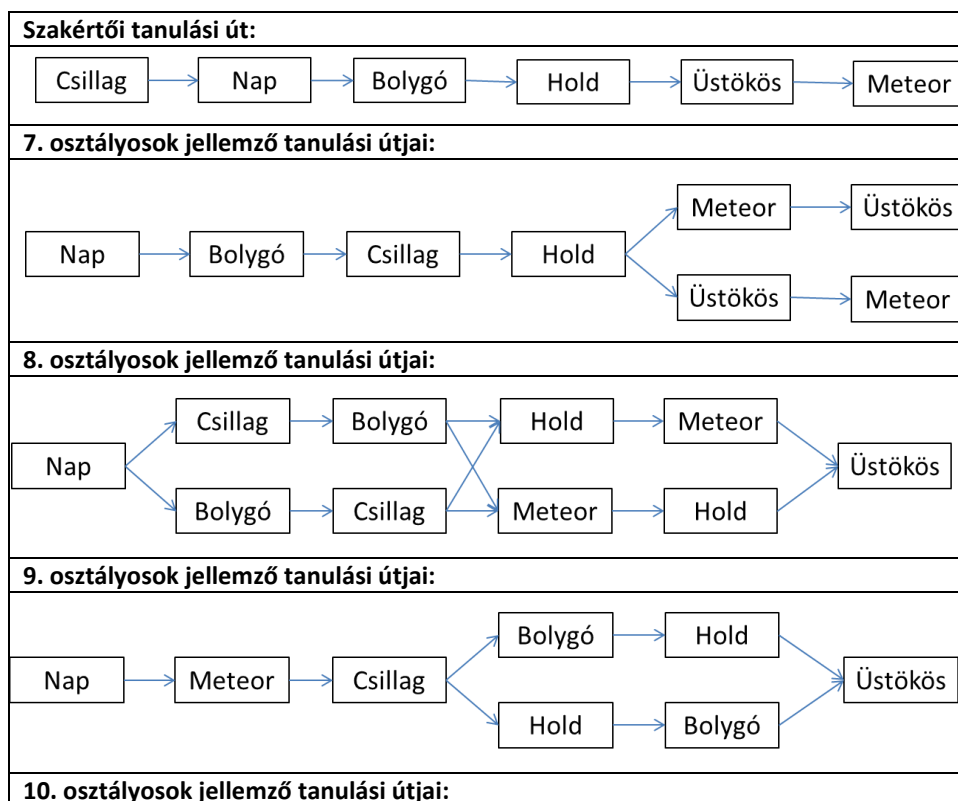 Szakértői tanulási út:
Csillag Nap Bolygó Hold Üstökös Meteor
7. osztályosok jellemző tanulási útjai:
Meteor Üstökös
Nap Bolygó Csillag Hold
Üstökös Meteor
8. osztályosok jellemző tanulási útjai:
Csillag Bolygó Hold Meteor
Nap Üstökös
Bolygó Csillag Meteor Hold
9. osztályosok jellemző tanulási útjai:
Bolygó Hold
Nap Meteor Csillag Üstökös
Hold Bolygó
10. osztályosok jellemző tanulási útjai: